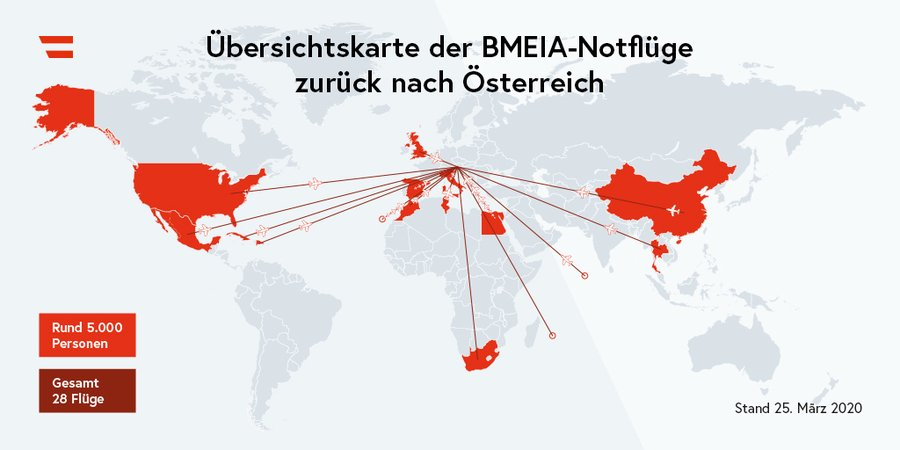 Übersichtskarte der BMEIA-Notflüge
zurück nach Österreich
Rund 5.000
Personen
Gesamt
28 Flüge
Stand 25. März 2020